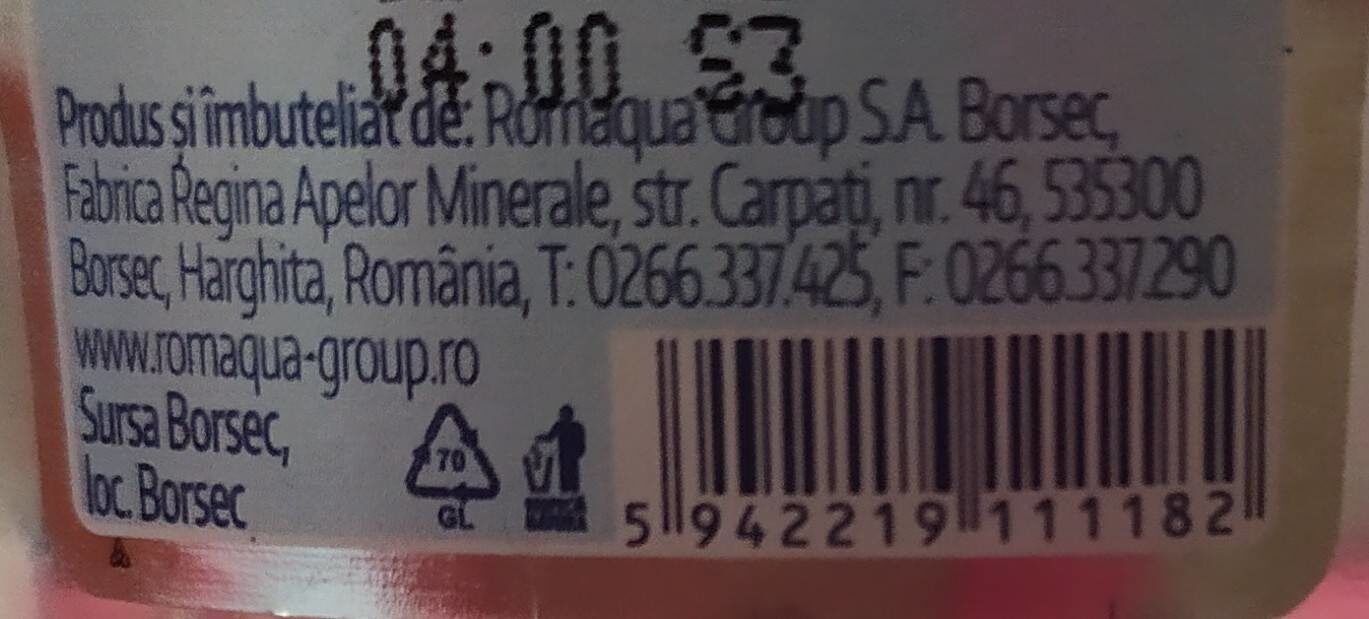 04:00 S3
Produs și îmbuteliat de: Romaqua Group S.A. Borsec,
Fabrica Regina Apelor Minerale, str. Carpați, nr. 46, 535300
Borsec, Harghita, România, T: 0266.337.425, F: 0266.337.290
www.romaqua-group.ro
Sursa Borsec,
loc. Borsec
70
GL
5 942219 111182